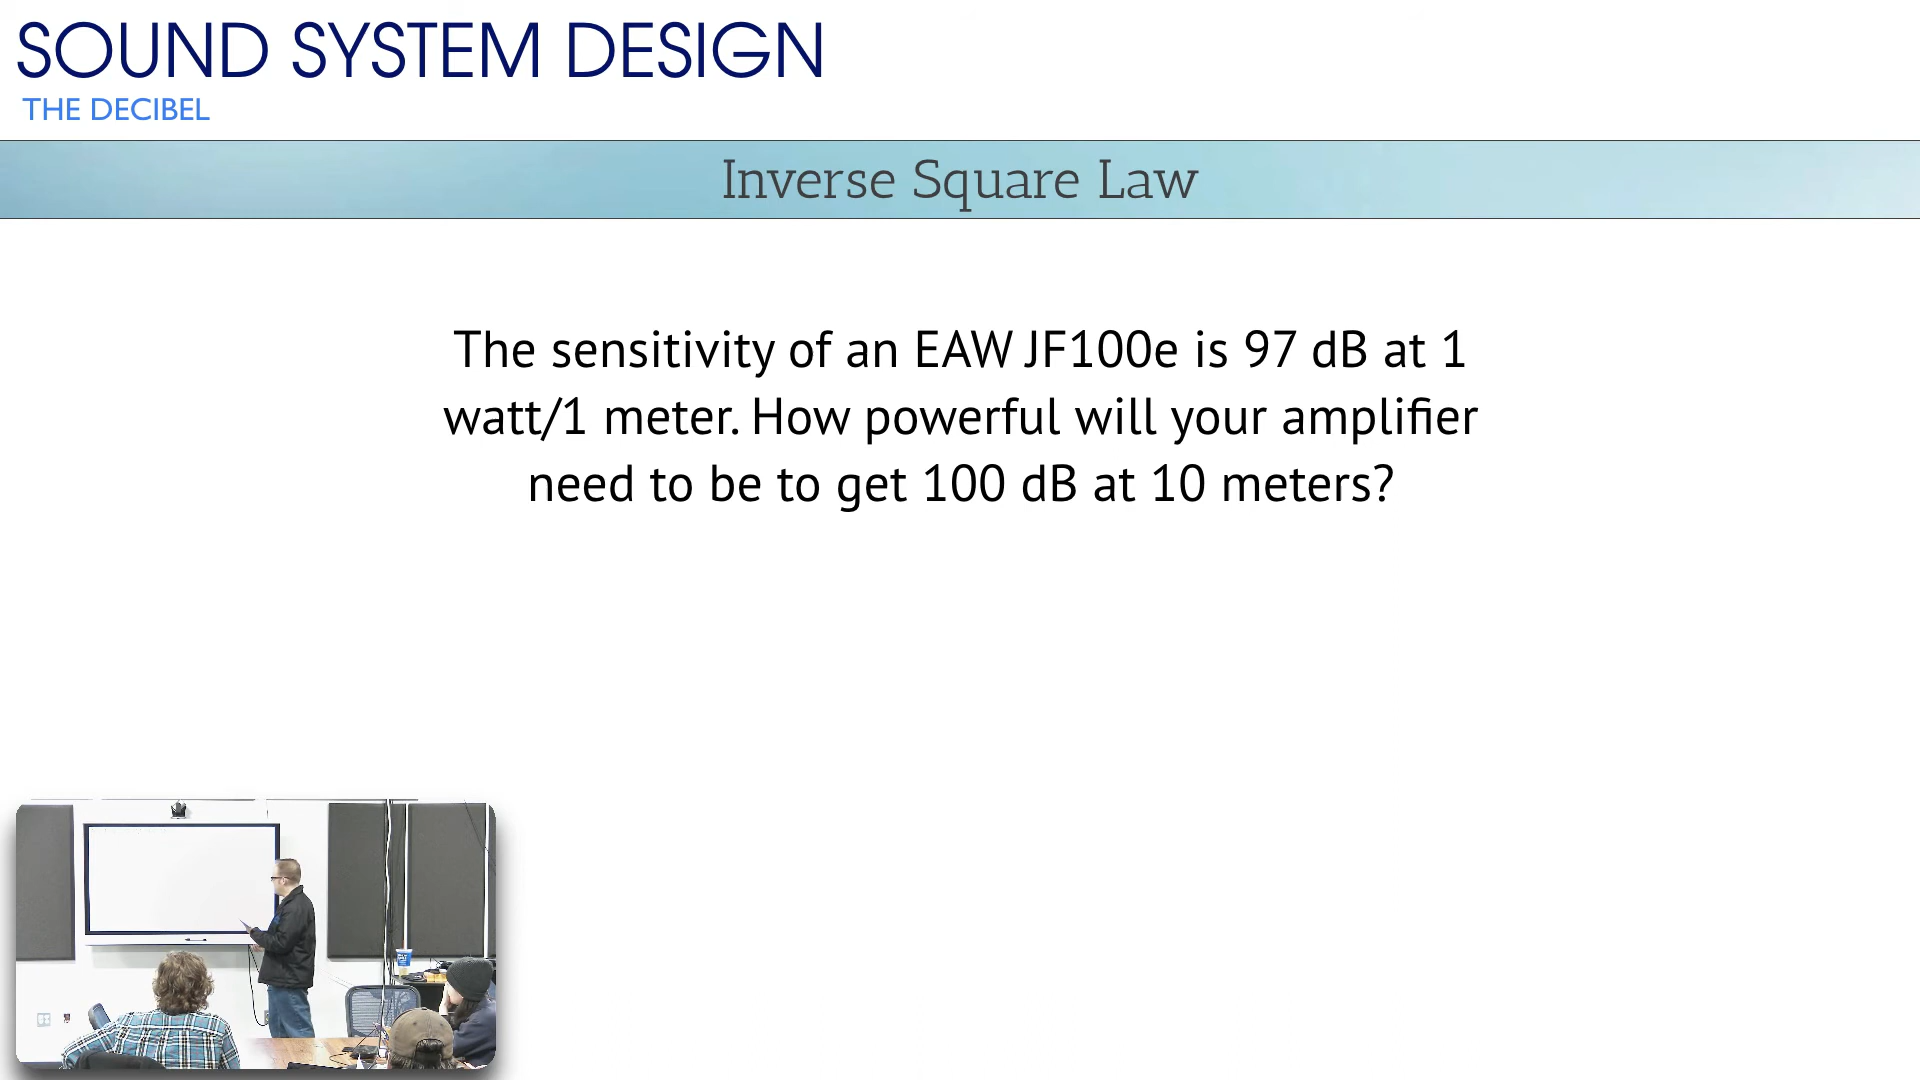 SOUND SYSTEM DESIGN
THE DECIBEL
Inverse Square Law
The sensitivity of an EAW JF100e is 97 dB at 1
watt/1 meter. How powerful will your amplifier
need to be to get 100 dB at 10 meters?